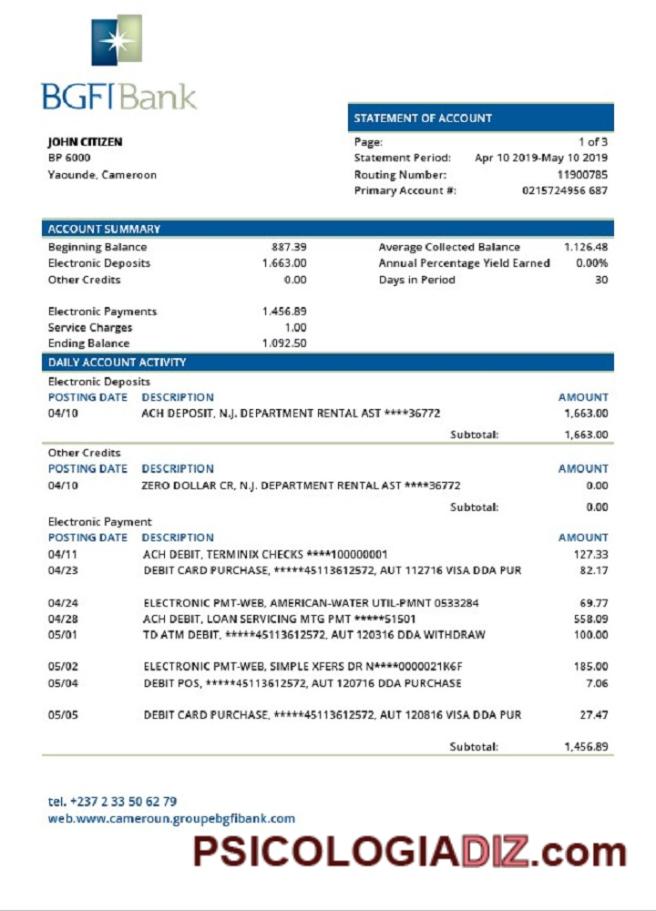 BGFIBank
STATEMENT OF ACCOUNT
JOHN CITIZEN
BP 6000
Yaounde, Cameroon
Page: 1 of 3
Statement Period: Apr 10 2019-May 10 2019
Routing Number: 11900785
Primary Account #: 0215724956 687
ACCOUNT SUMMARY
Beginning Balance 887.39 Average Collected Balance 1.126.48
Electronic Deposits 1.663.00 Annual Percentage Yield Earned 0.00%
Other Credits 0.00 Days in Period 30
Electronic Payments 1.456.89
Service Charges 1.00
Ending Balance 1.092.50
DAILY ACCOUNT ACTIVITY
Electronic Deposits
POSTING DATE DESCRIPTION AMOUNT
04/10 ACH DEPOSIT, N.J. DEPARTMENT RENTAL AST ****36772 1,663.00
Subtotal: 1,663.00
Other Credits
POSTING DATE DESCRIPTION AMOUNT
04/10 ZERO DOLLAR CR, N.J. DEPARTMENT RENTAL AST ****36772 0.00
Subtotal: 0.00
Electronic Payment
POSTING DATE DESCRIPTION AMOUNT
04/11 ACH DEBIT, TERMINIX CHECKS ****100000001 127.33
04/23 DEBIT CARD PURCHASE, *****45113612572, AUT 112716 VISA DDA PUR 82.17
04/24 ELECTRONIC PMT-WEB, AMERICAN-WATER UTIL-PMNT 0533284 69.77
04/28 ACH DEBIT, LOAN SERVICING MTG PMT *****51501 558.09
05/01 TD ATM DEBIT, *****45113612572, AUT 120316 DDA WITHDRAW 100.00
05/02 ELECTRONIC PMT-WEB, SIMPLE XFERS DR N****0000021K6F 185.00
05/04 DEBIT POS, *****45113612572, AUT 120716 DDA PURCHASE 7.06
05/05 DEBIT CARD PURCHASE, *****45113612572, AUT 120816 VISA DDA PUR 27.47
Subtotal: 1,456.89
tel. +237 2 33 50 62 79
web.www.cameroun.groupebgfibank.com
PSICOLOGIADIZ.com